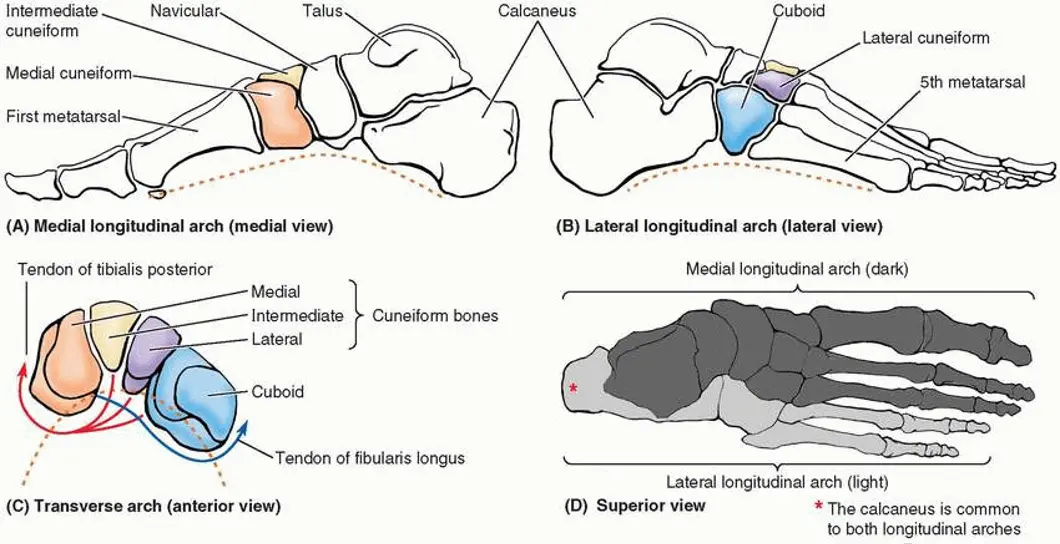 Intermediate
cuneiform
Navicular
Talus
Calcaneus
Cuboid
Lateral cuneiform
Medial cuneiform
5th metatarsal
First metatarsal
(A) Medial longitudinal arch (medial view)
(B) Lateral longitudinal arch (lateral view)
Tendon of tibialis posterior
Medial
Intermediate
Lateral
Cuneiform bones
Cuboid
Tendon of fibularis longus
(C) Transverse arch (anterior view)
Medial longitudinal arch (dark)
*
Lateral longitudinal arch (light)
(D) Superior view
* The calcaneus is common
to both longitudinal arches